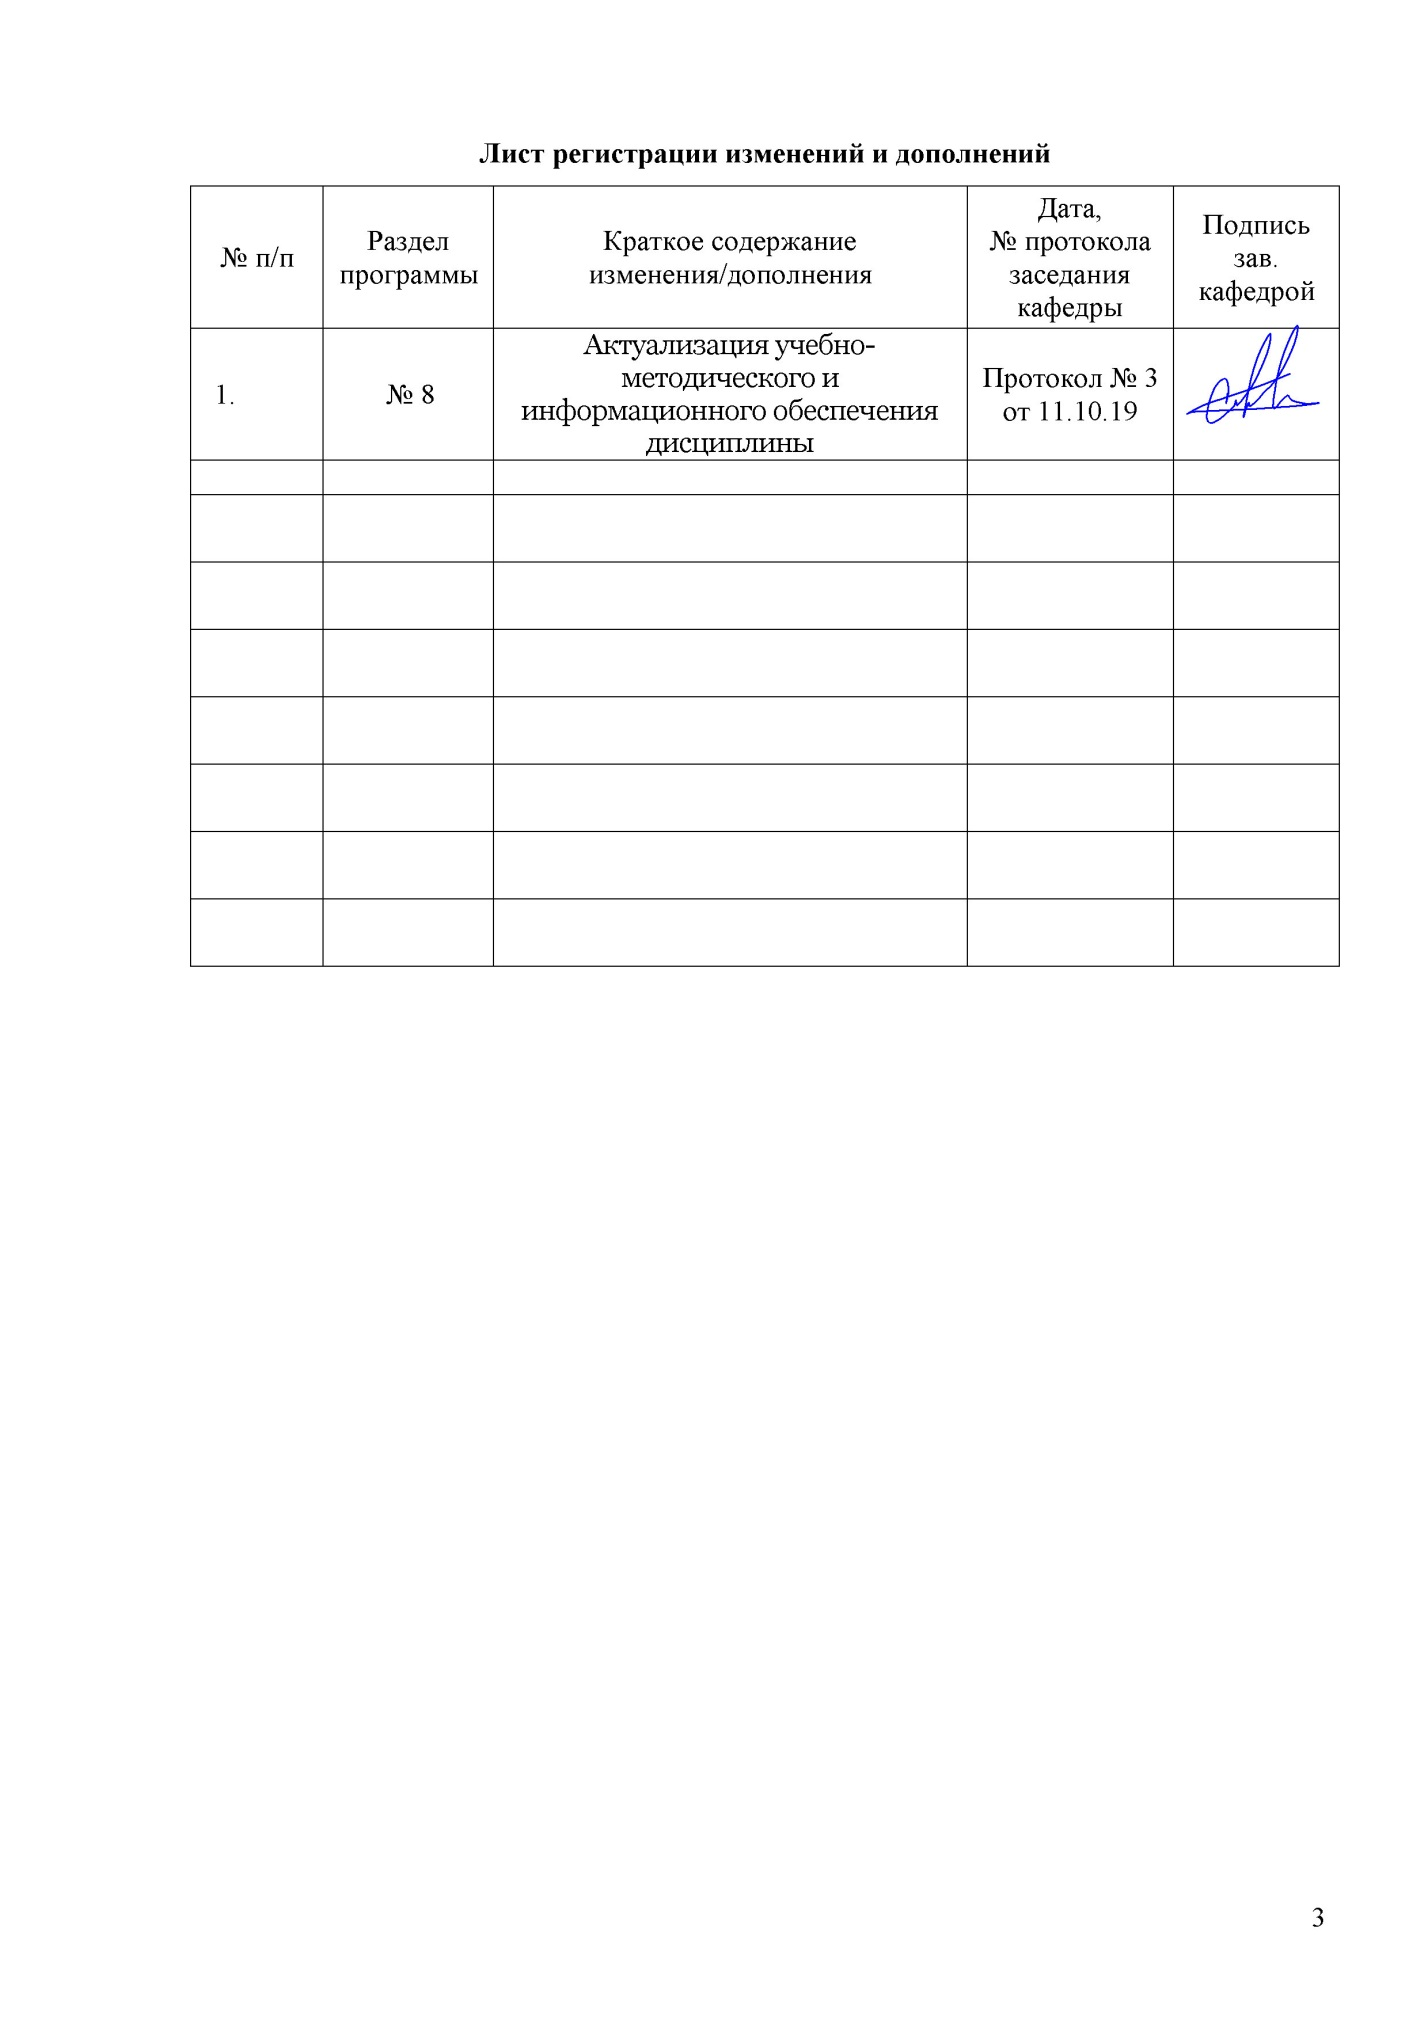 Лист регистрации изменений и дополнений
№ п/п
Раздел
программы
Краткое содержание
изменения/дополнения
Дата,
№ протокола
заседания
кафедры
Подпись
зав.
кафедрой
1.
№ 8
Актуализация учебно-
методического и
информационного обеспечения
дисциплины
Протокол № 3
от 11.10.19
3